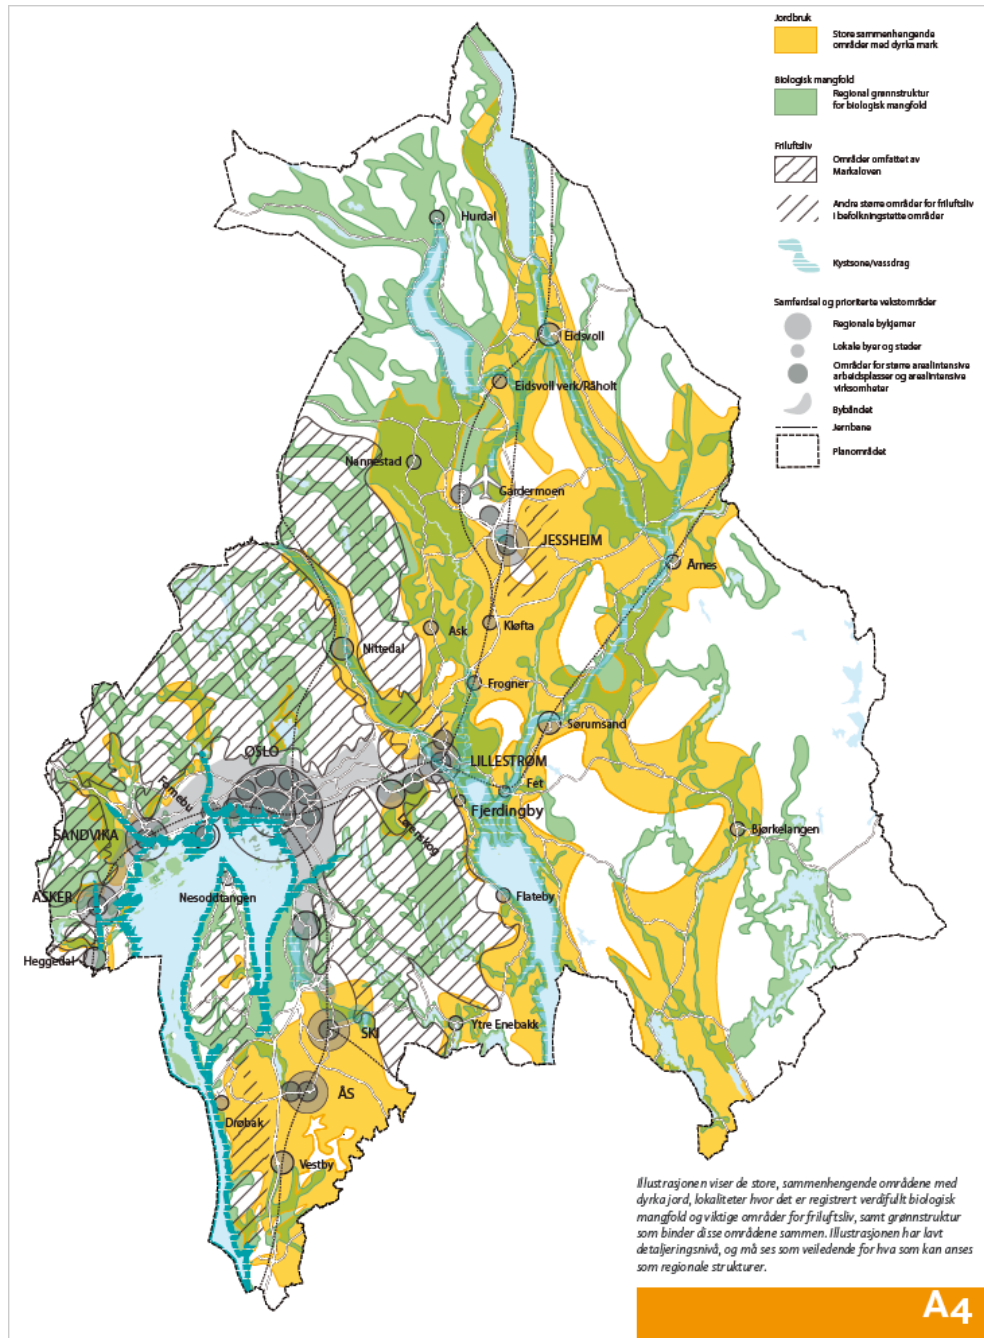 Jordbruk
Store sammenhengende
områder med dyrka mark
Biologisk mangfold
Regional grønnstruktur
for biologisk mangfold
Friluftsliv
Områder omfattet av
Markaloven
Andre større områder for friluftsliv
i befolkningstette områder
Kystsone/vassdrag
Samferdsel og prioriterte vekstområder
Regionale bykjerner
Lokale byer og steder
Områder for større arealintensive
arbeidsplasser og arealintensive
virksomheter
Bybåndet
Jernbane
Planområdet
Hurdal
Eidsvoll
Eidsvoll verk/Råholt
Nannestad
Gardermoen
JESSHEIM
Årnes
Ask
Kløfta
Nittedal
Frogner
Sørumsand
OSLO
LILLESTRØM
Fornebu
Fet
Fjerdingby
SANDVIKA
Lørenskog
Bjørkelangen
ASKER
Nesoddtangen
Flateby
Heggedal
Ytre Enebakk
SKI
ÅS
Drøbak
Vestby
Illustrasjonen viser de store, sammenhengende områdene med
dyrka jord, lokaliteter hvor det er registrert verdifullt biologisk
mangfold og viktige områder for friluftsliv, samt grønnstruktur
som binder disse områdene sammen. Illustrasjonen har lavt
detaljeringsnivå, og må ses som veiledende for hva som kan anses
som regionale strukturer.
A4